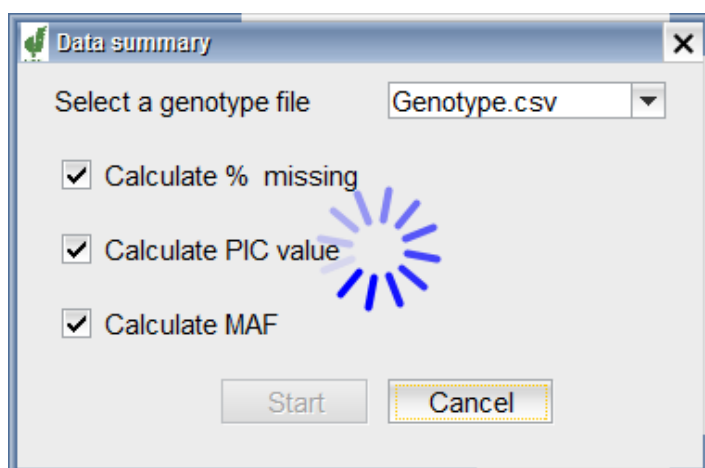 Data summary
Select a genotype file Genotype.csv
Calculate % missing
Calculate PIC value
Calculate MAF
Start Cancel